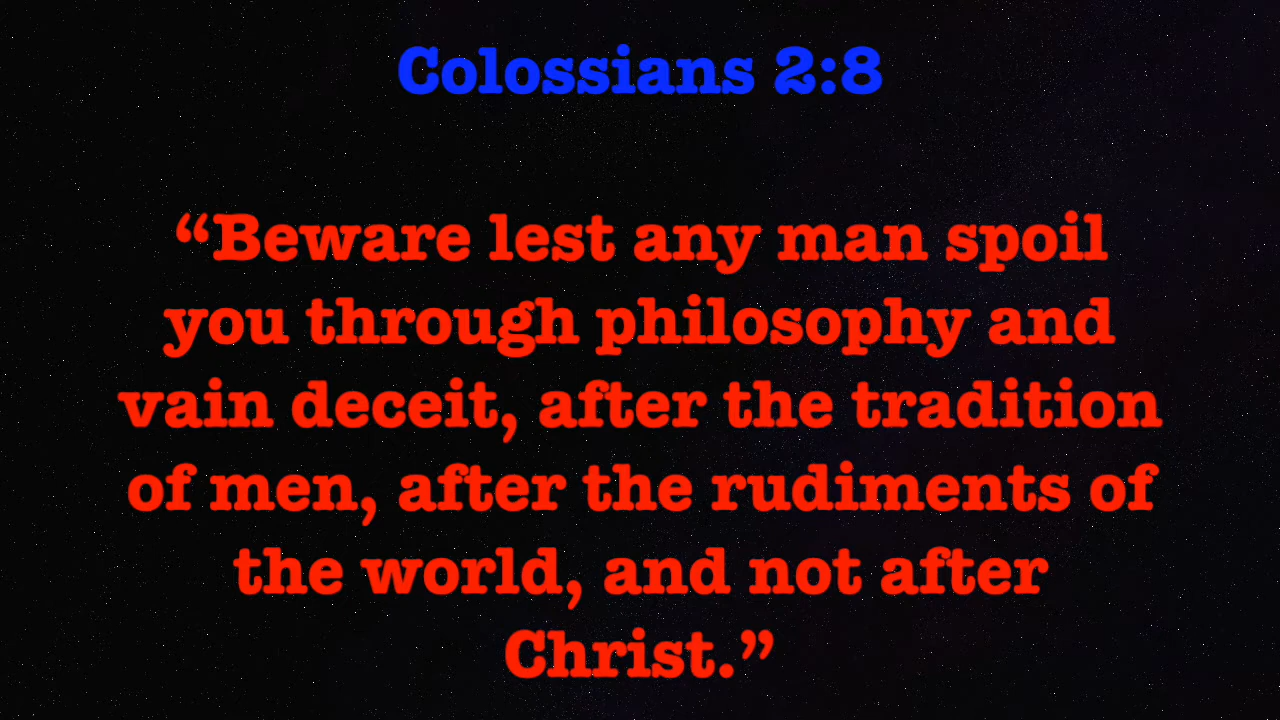 Colossians 2:8
“Beware lest any man spoil
you through philosophy and
vain deceit, after the tradition
of men, after the rudiments of
the world, and not after
Christ.”